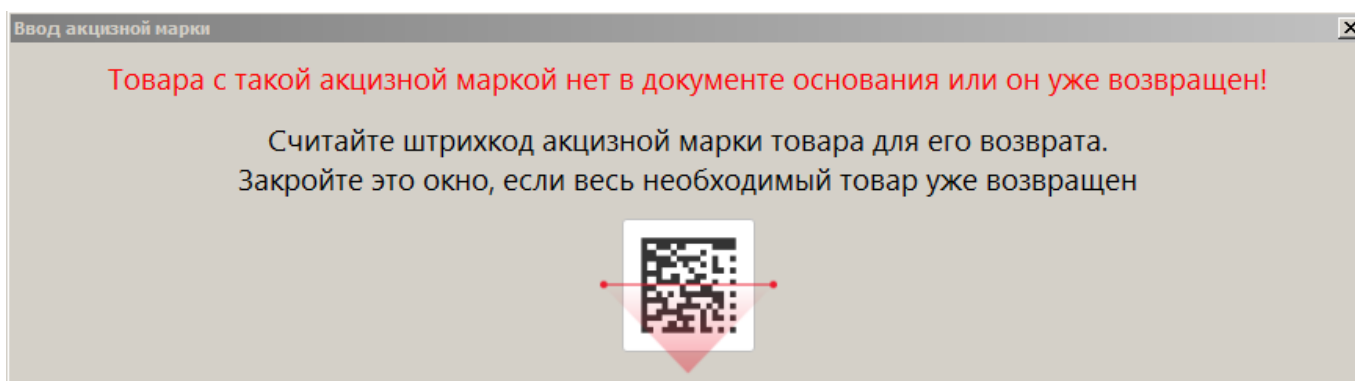 Ввод акцизной марки
Товара с такой акцизной маркой нет в документе основания или он уже возвращен!
Считайте штрихкод акцизной марки товара для его возврата.
Закройте это окно, если весь необходимый товар уже возвращен